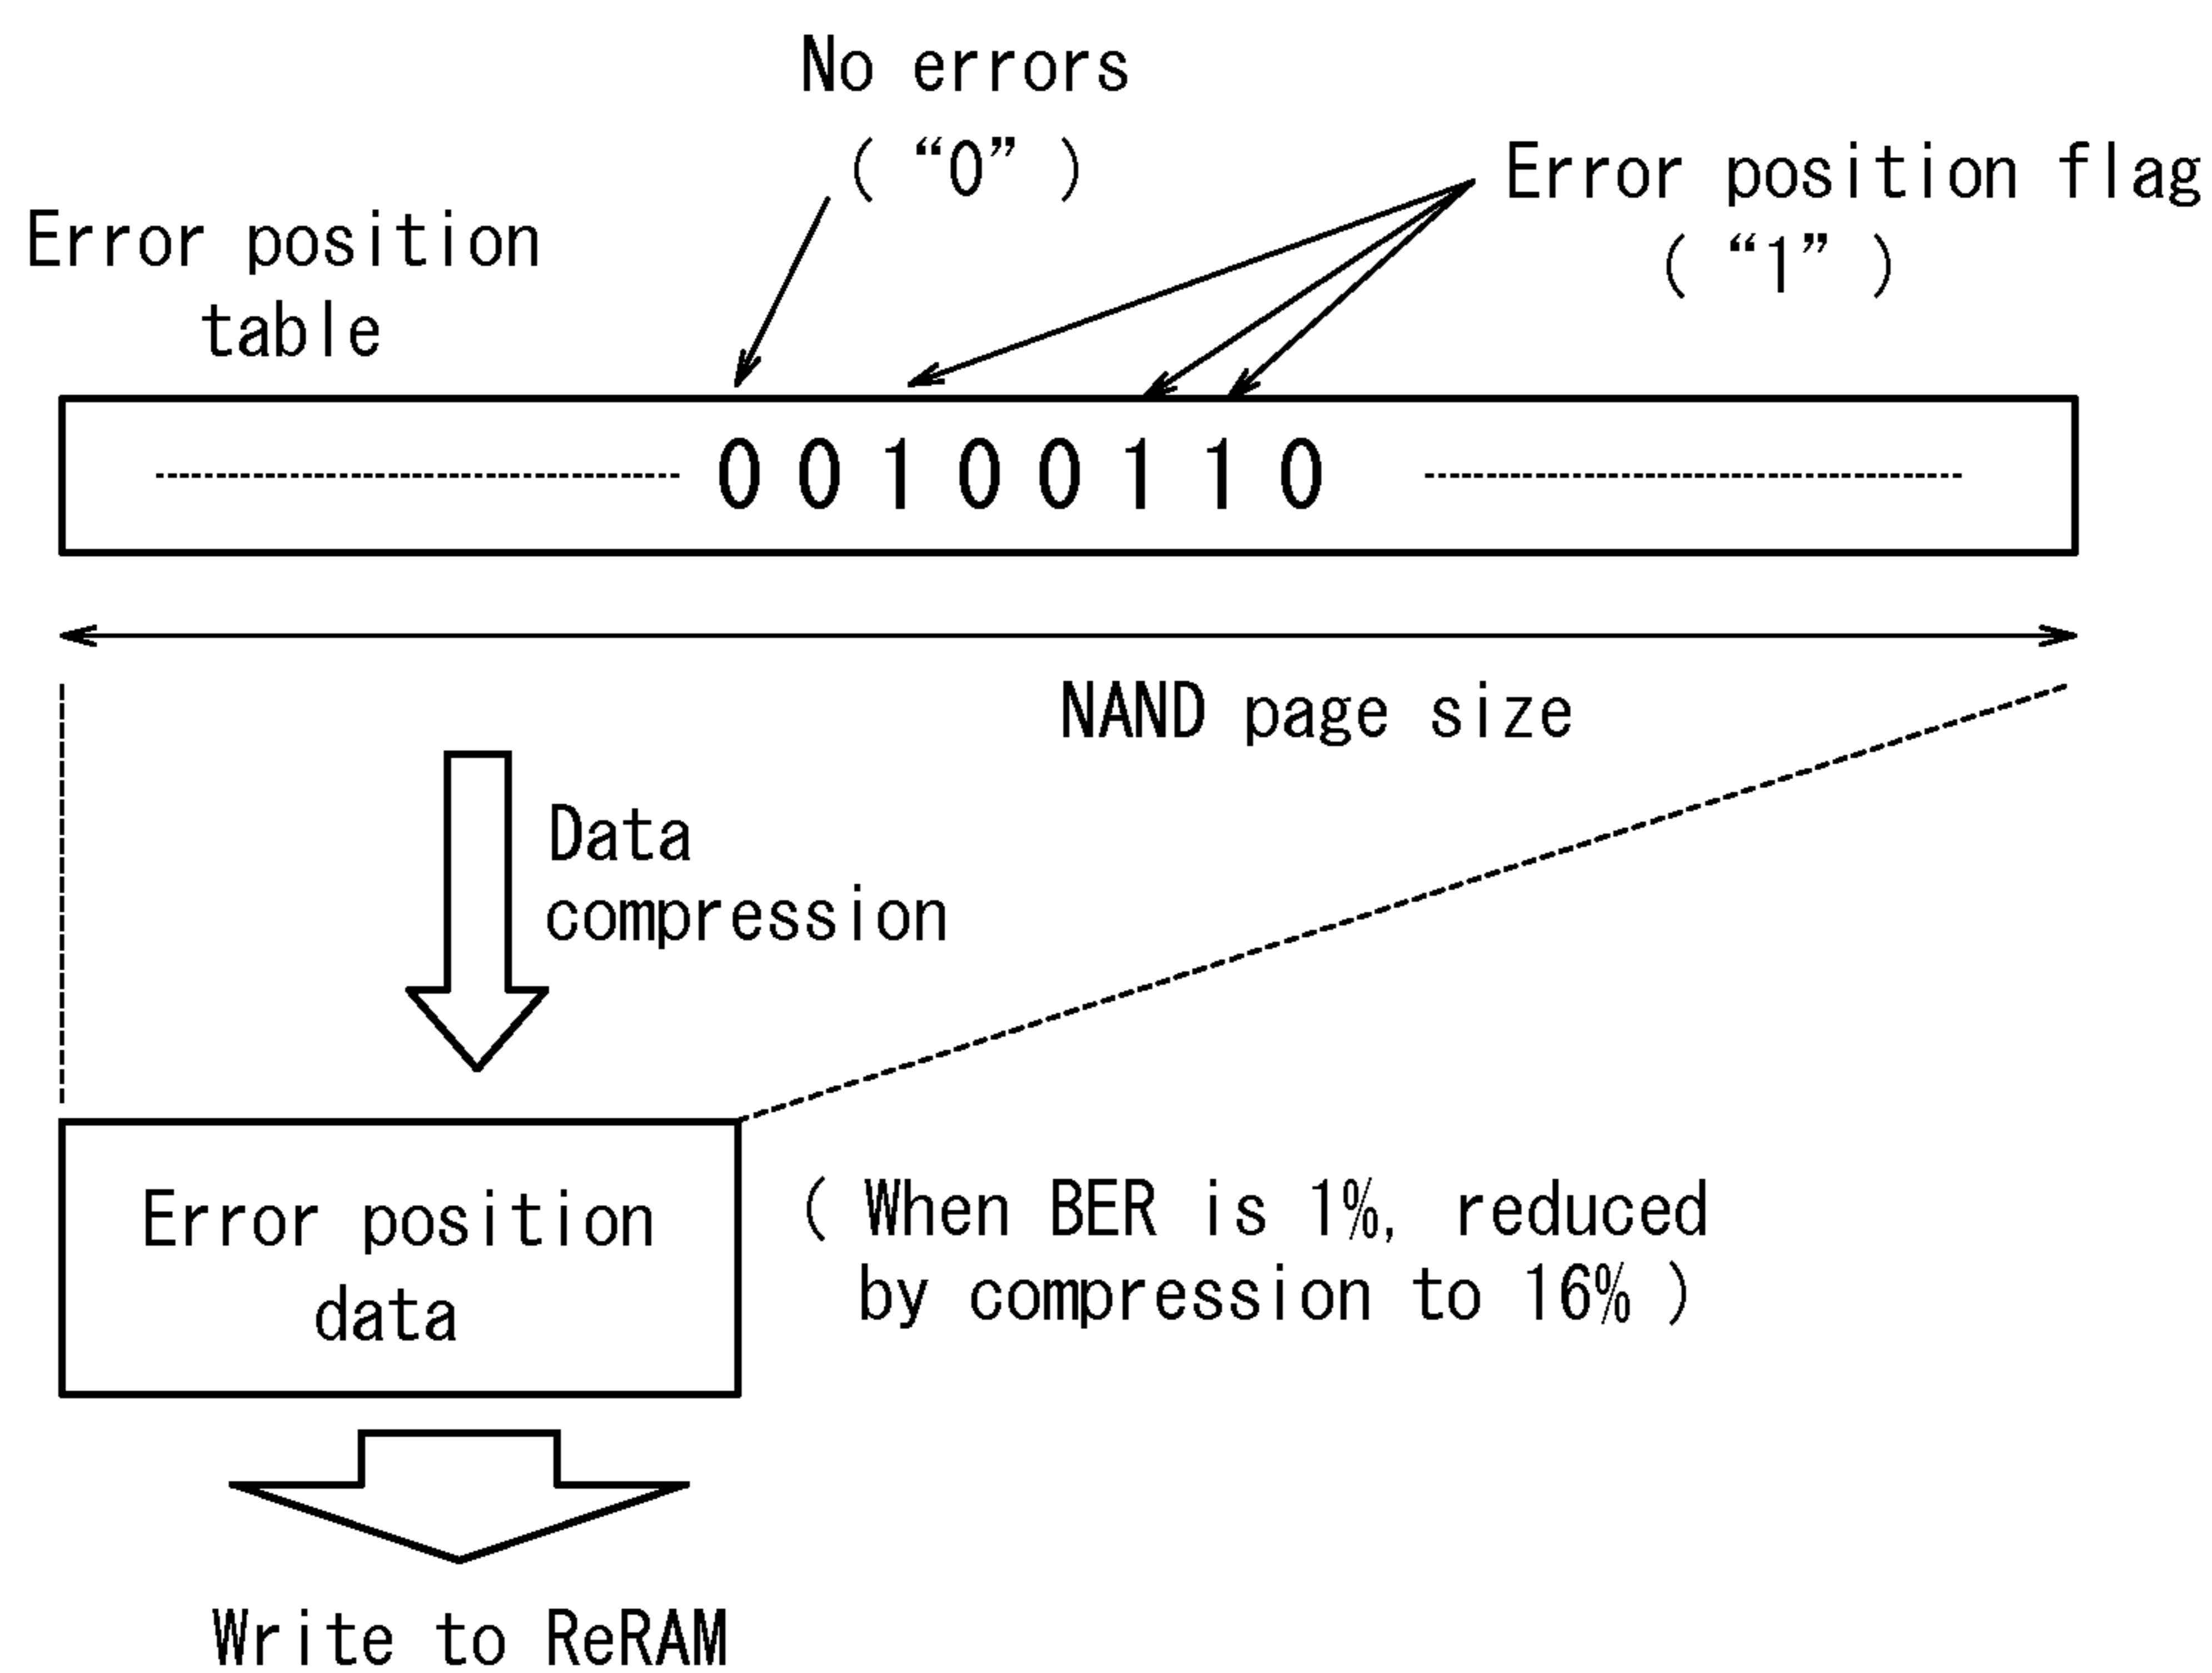 No errors
( “0” )
Error position flag
( “1” )
Error position
table
0 0 1 0 0 1 1 0
NAND page size
Data
compression
Error position
data
( When BER is 1%, reduced
by compression to 16% )
Write to ReRAM